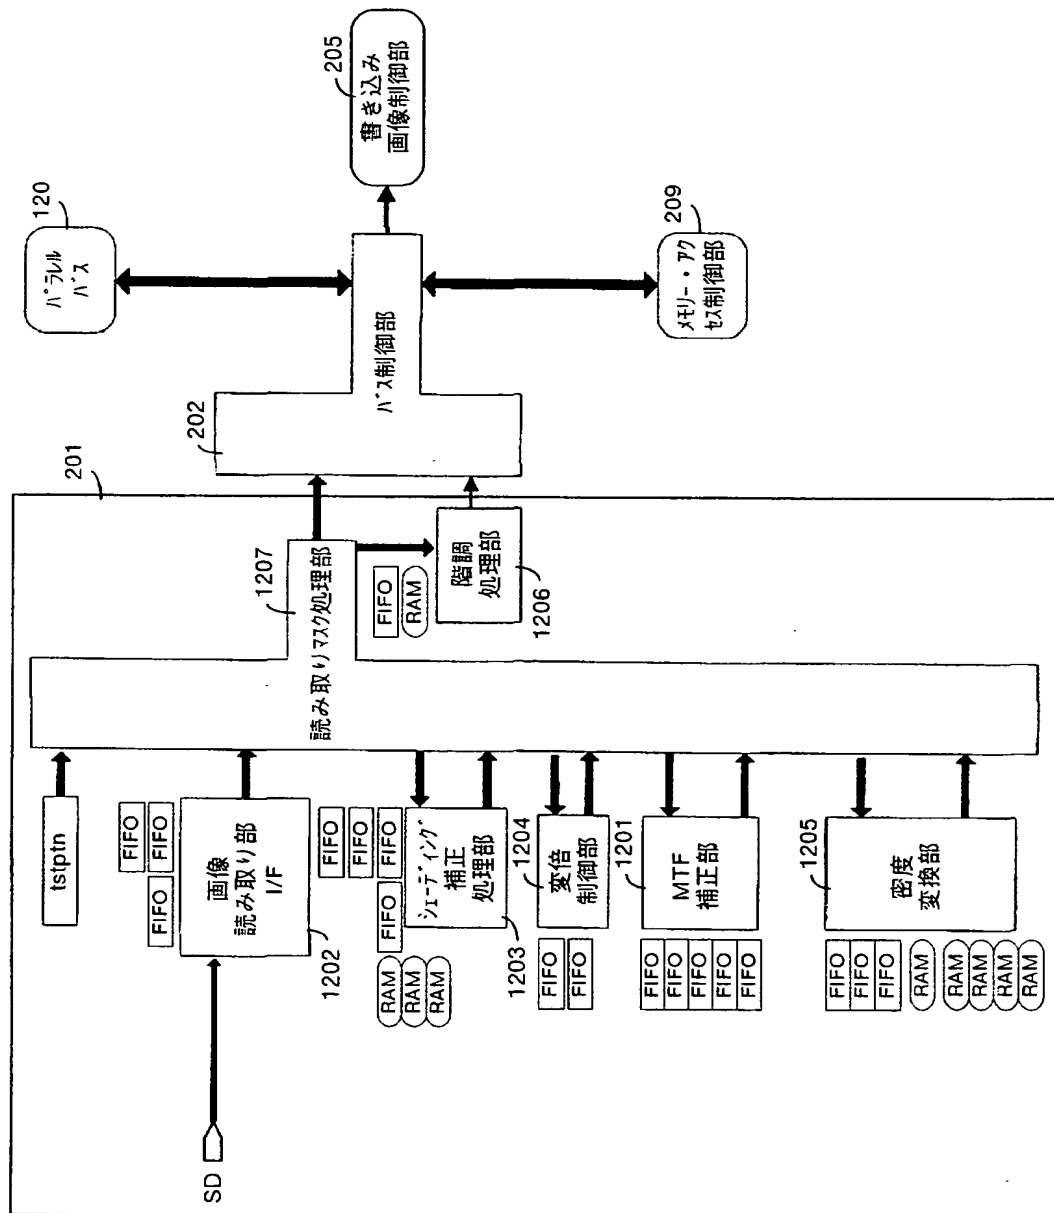 SD
tstptn
FIFO
FIFO
FIFO
画像
読み取り部
I/F
1202
FIFO
FIFO
FIFO
FIFO
RAM
RAM
RAM
ｼｪｰﾃﾞｨﾝｸﾞ
補正
処理部
1203
FIFO
FIFO
変倍
制御部
1204
FIFO
FIFO
FIFO
FIFO
FIFO
MTF
補正部
1201
FIFO
FIFO
FIFO
RAM
RAM
RAM
RAM
RAM
密度
変換部
1205
読み取りﾏｽｸ処理部
1207
FIFO
RAM
階調
処理部
1206
201
202
ﾊﾞｽ制御部
120
ﾊﾟﾗﾚﾙ
ﾊﾞｽ
205
書き込み
画像制御部
209
ﾒﾓﾘｰ・ｱｸ
ｾｽ制御部